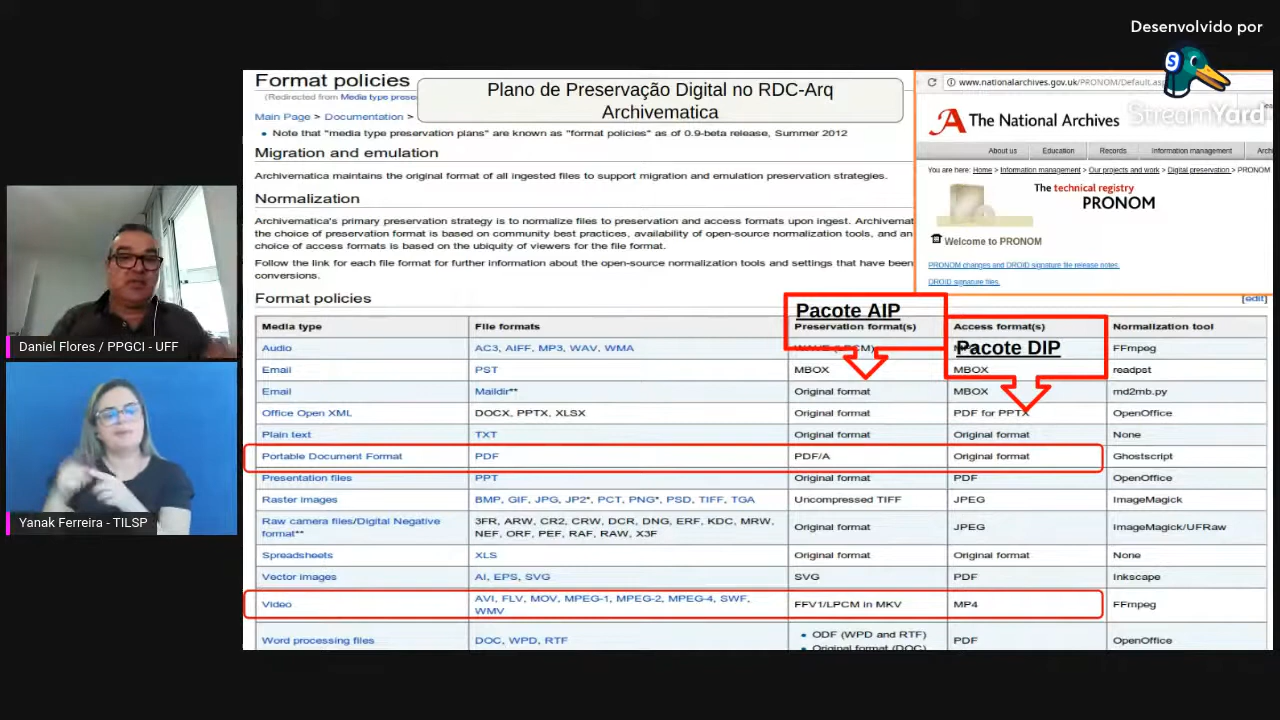 Desenvolvido por
StreamYard
Format policies
(Redirected from Media type prese
Plano de Preservação Digital no RDC-Arq
Archivematica
Main Page > Documentation >
Note that "media type preservation plans" are known as "format policies" as of 0.9-beta release, Summer 2012
Migration and emulation
Archivematica maintains the original format of all ingested files to support migration and emulation preservation strategies.
Normalization
Archivematica's primary preservation strategy is to normalize files to preservation and access formats upon ingest. Archivemat
the choice of preservation format is based on community best practices, availability of open-source normalization tools, and an
choice of access formats is based on the ubiquity of viewers for the file format.
Follow the link for each file format for further information about the open-source normalization tools and settings that have been
conversions.
www.nationalarchives.gov.uk/PRONOM/Default.as
The National Archives
About us Education Records Information management Arch
You are here: Home > Information management > Our projects and work > Digital preservation > PRONOM
The technical registry
PRONOM
Welcome to PRONOM
PRONOM changes and DROID signature file release notes.
DROID signature files.
Format policies
[edit]
Pacote AIP
Pacote DIP
Media type File formats Preservation format(s) Access format(s) Normalization tool
Audio AC3, AIFF, MP3, WAV, WMA WAVE (LPCM) FFmpeg
Email PST MBOX MBOX readpst
Email Maildir** Original format MBOX md2mb.py
Office Open XML DOCX, PPTX, XLSX Original format PDF for PPTX OpenOffice
Plain text TXT Original format Original format None
Portable Document Format PDF PDF/A Original format Ghostscript
Presentation files PPT Original format PDF OpenOffice
Raster images BMP, GIF, JPG, JP2*, PCT, PNG*, PSD, TIFF, TGA Uncompressed TIFF JPEG ImageMagick
Raw camera files/Digital Negative format** 3FR, ARW, CR2, CRW, DCR, DNG, ERF, KDC, MRW, NEF, ORF, PEF, RAF, RAW, X3F Original format JPEG ImageMagick/UFRaw
Spreadsheets XLS Original format Original format None
Vector images AI, EPS, SVG SVG PDF Inkscape
Video AVI, FLV, MOV, MPEG-1, MPEG-2, MPEG-4, SWF, WMV FFV1/LPCM in MKV MP4 FFmpeg
Word processing files DOC, WPD, RTF ODF (WPD and RTF) Original format (DOC) PDF OpenOffice
Daniel Flores / PPGCI - UFF
Yanak Ferreira - TILSP